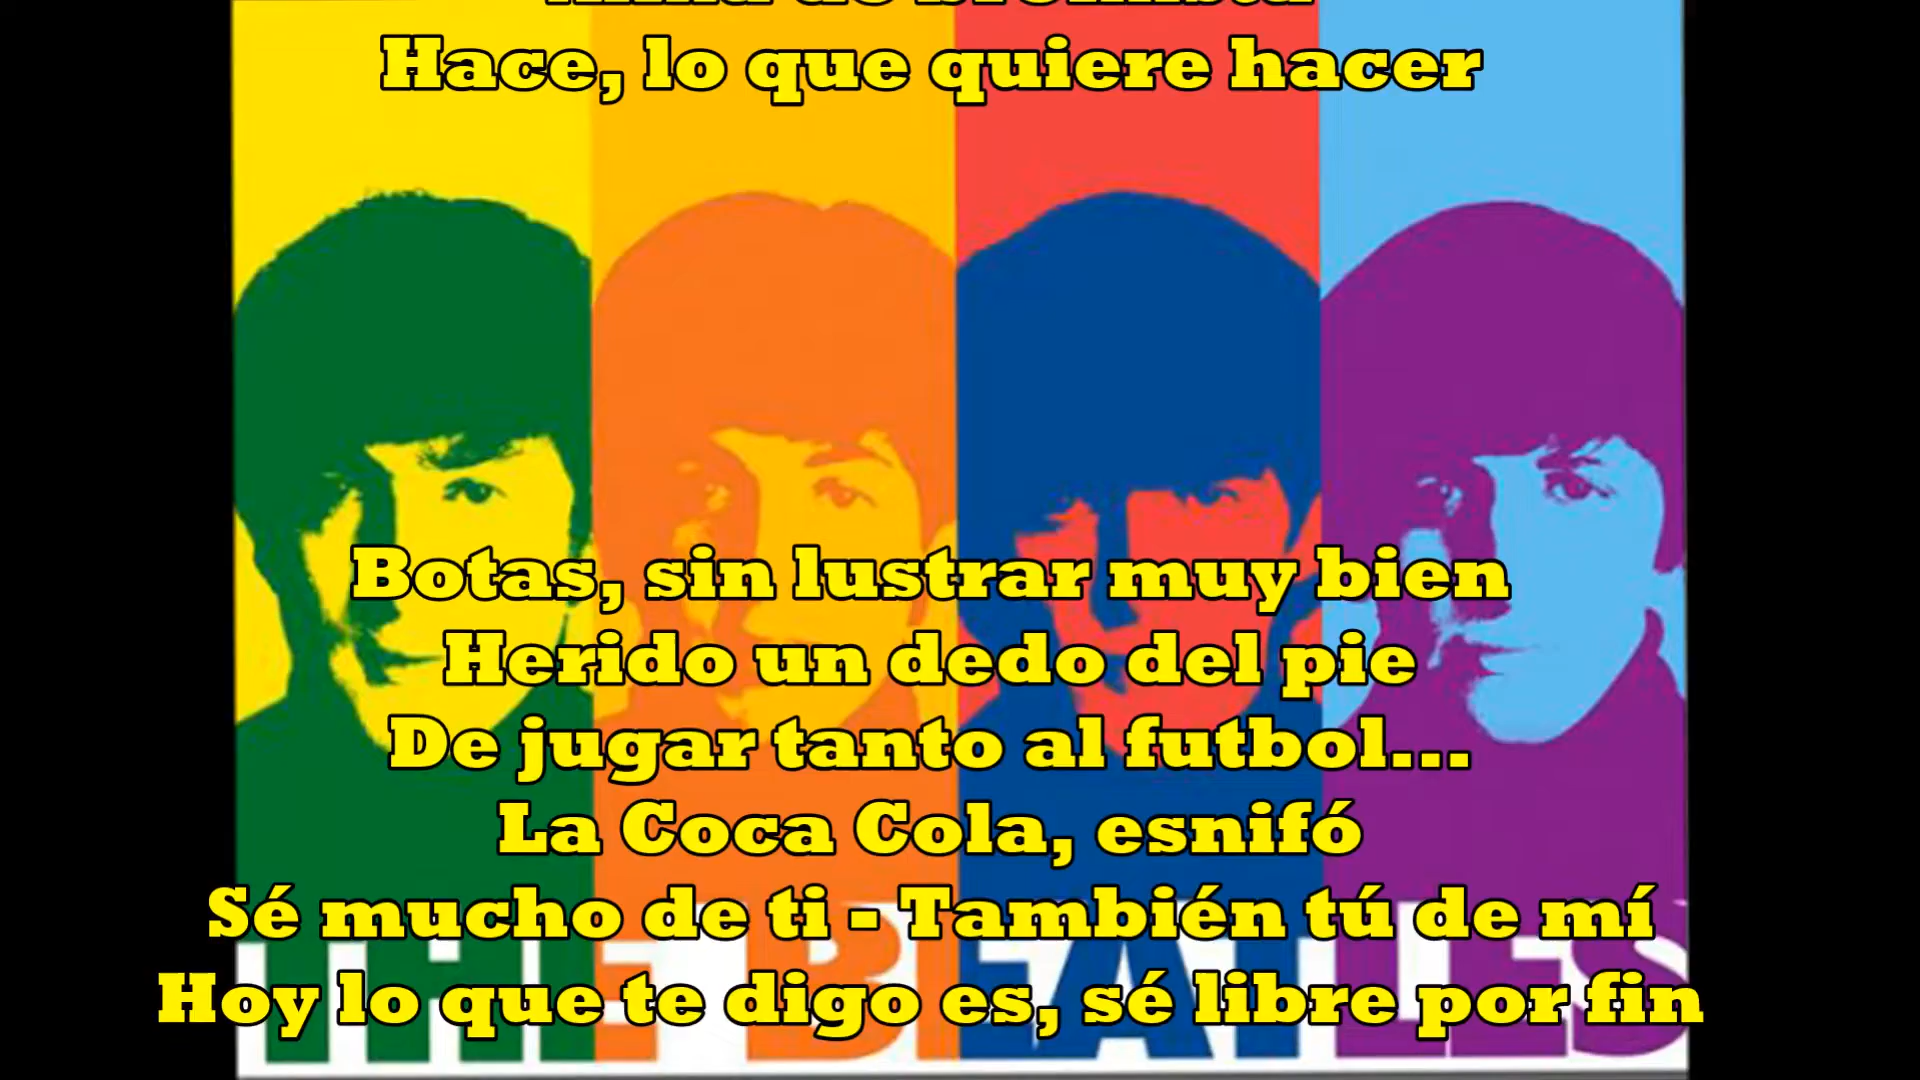 Hace, lo que quiere hacer
Botas, sin lustrar muy bien
Herido un dedo del pie
De jugar tanto al futbol...
La Coca Cola, esnifó
Sé mucho de ti - También tú de mí
Hoy lo que te digo es, sé libre por fin
THE BEATLES